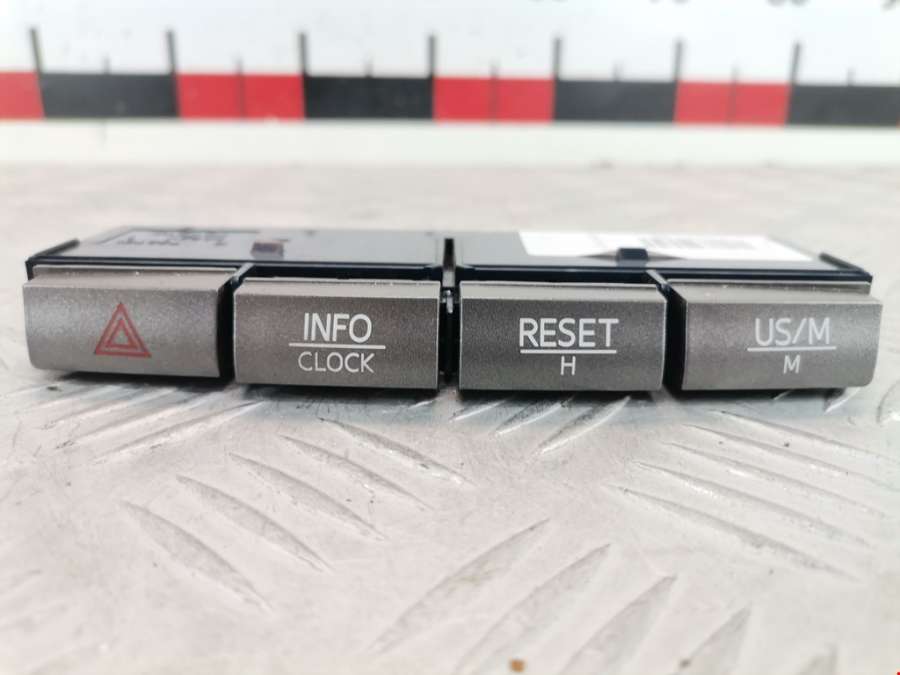 INFO
CLOCK
RESET
H
US/M
M